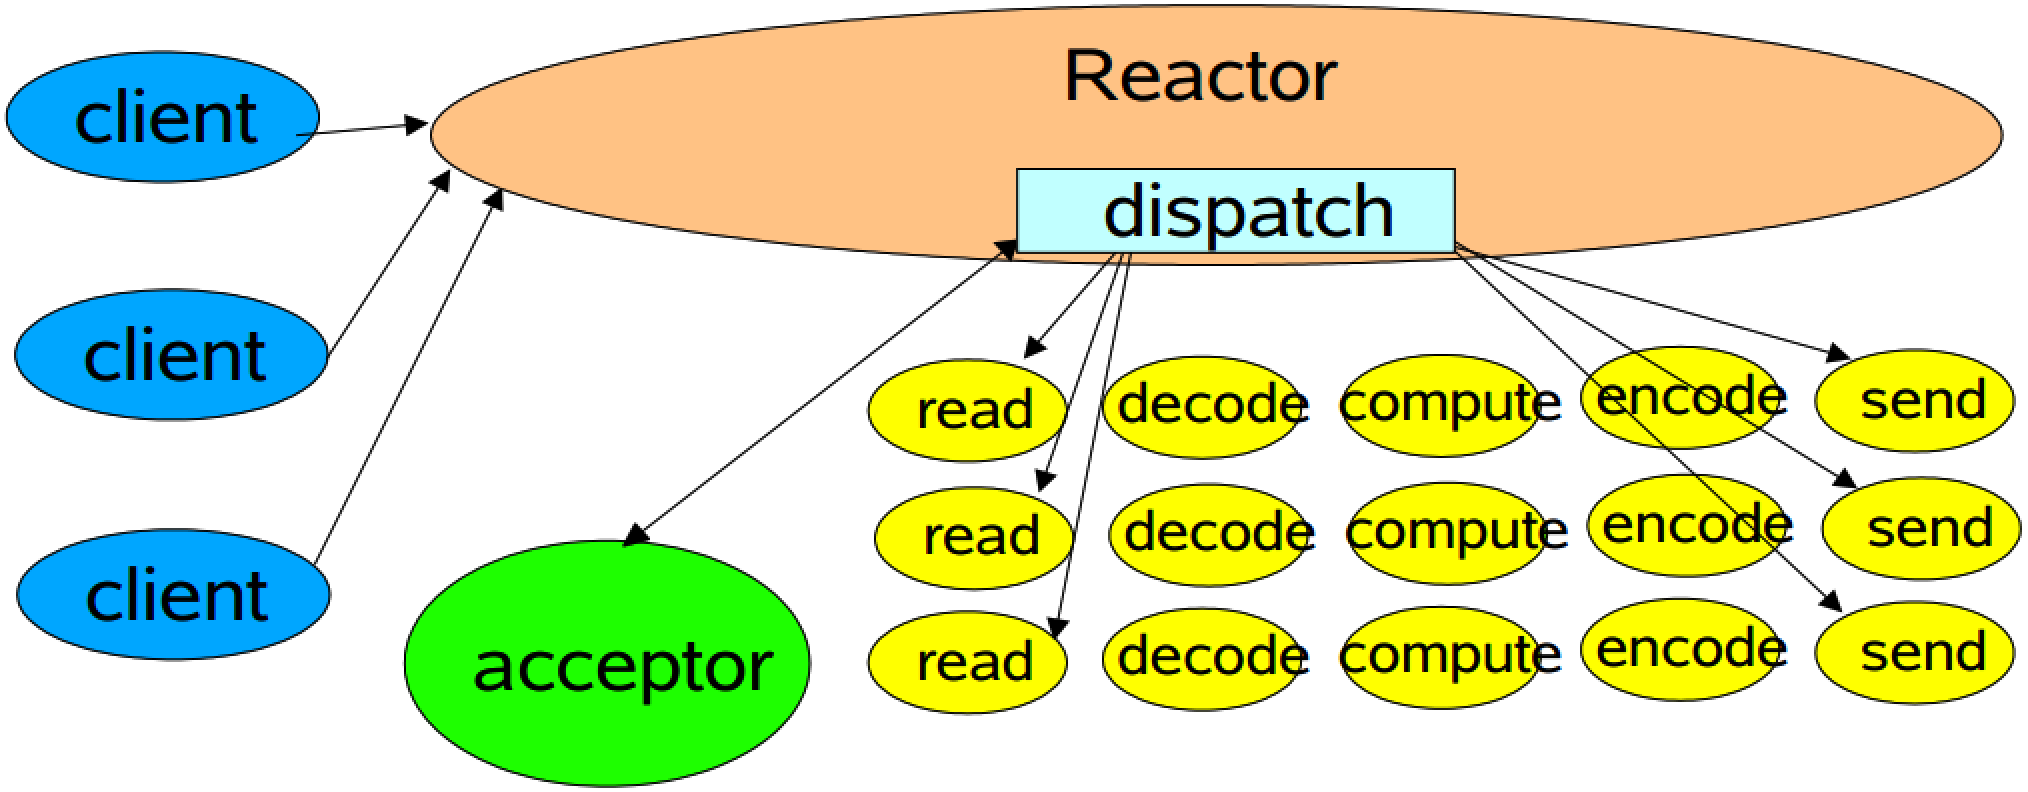 Reactor
client
dispatch
client
client
acceptor
read decode compute encode send
read decode compute encode send
read decode compute encode send